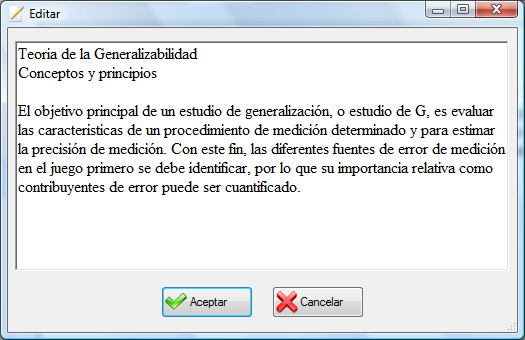 Editar
Teoria de la Generalizabilidad
Conceptos y principios
El objetivo principal de un estudio de generalización, o estudio de G, es evaluar
las caracteristicas de un procedimiento de medición determinado y para estimar
la precisión de medición. Con este fin, las diferentes fuentes de error de medición
en el juego primero se debe identificar, por lo que su importancia relativa como
contribuyentes de error puede ser cuantificado.
Aceptar
Cancelar